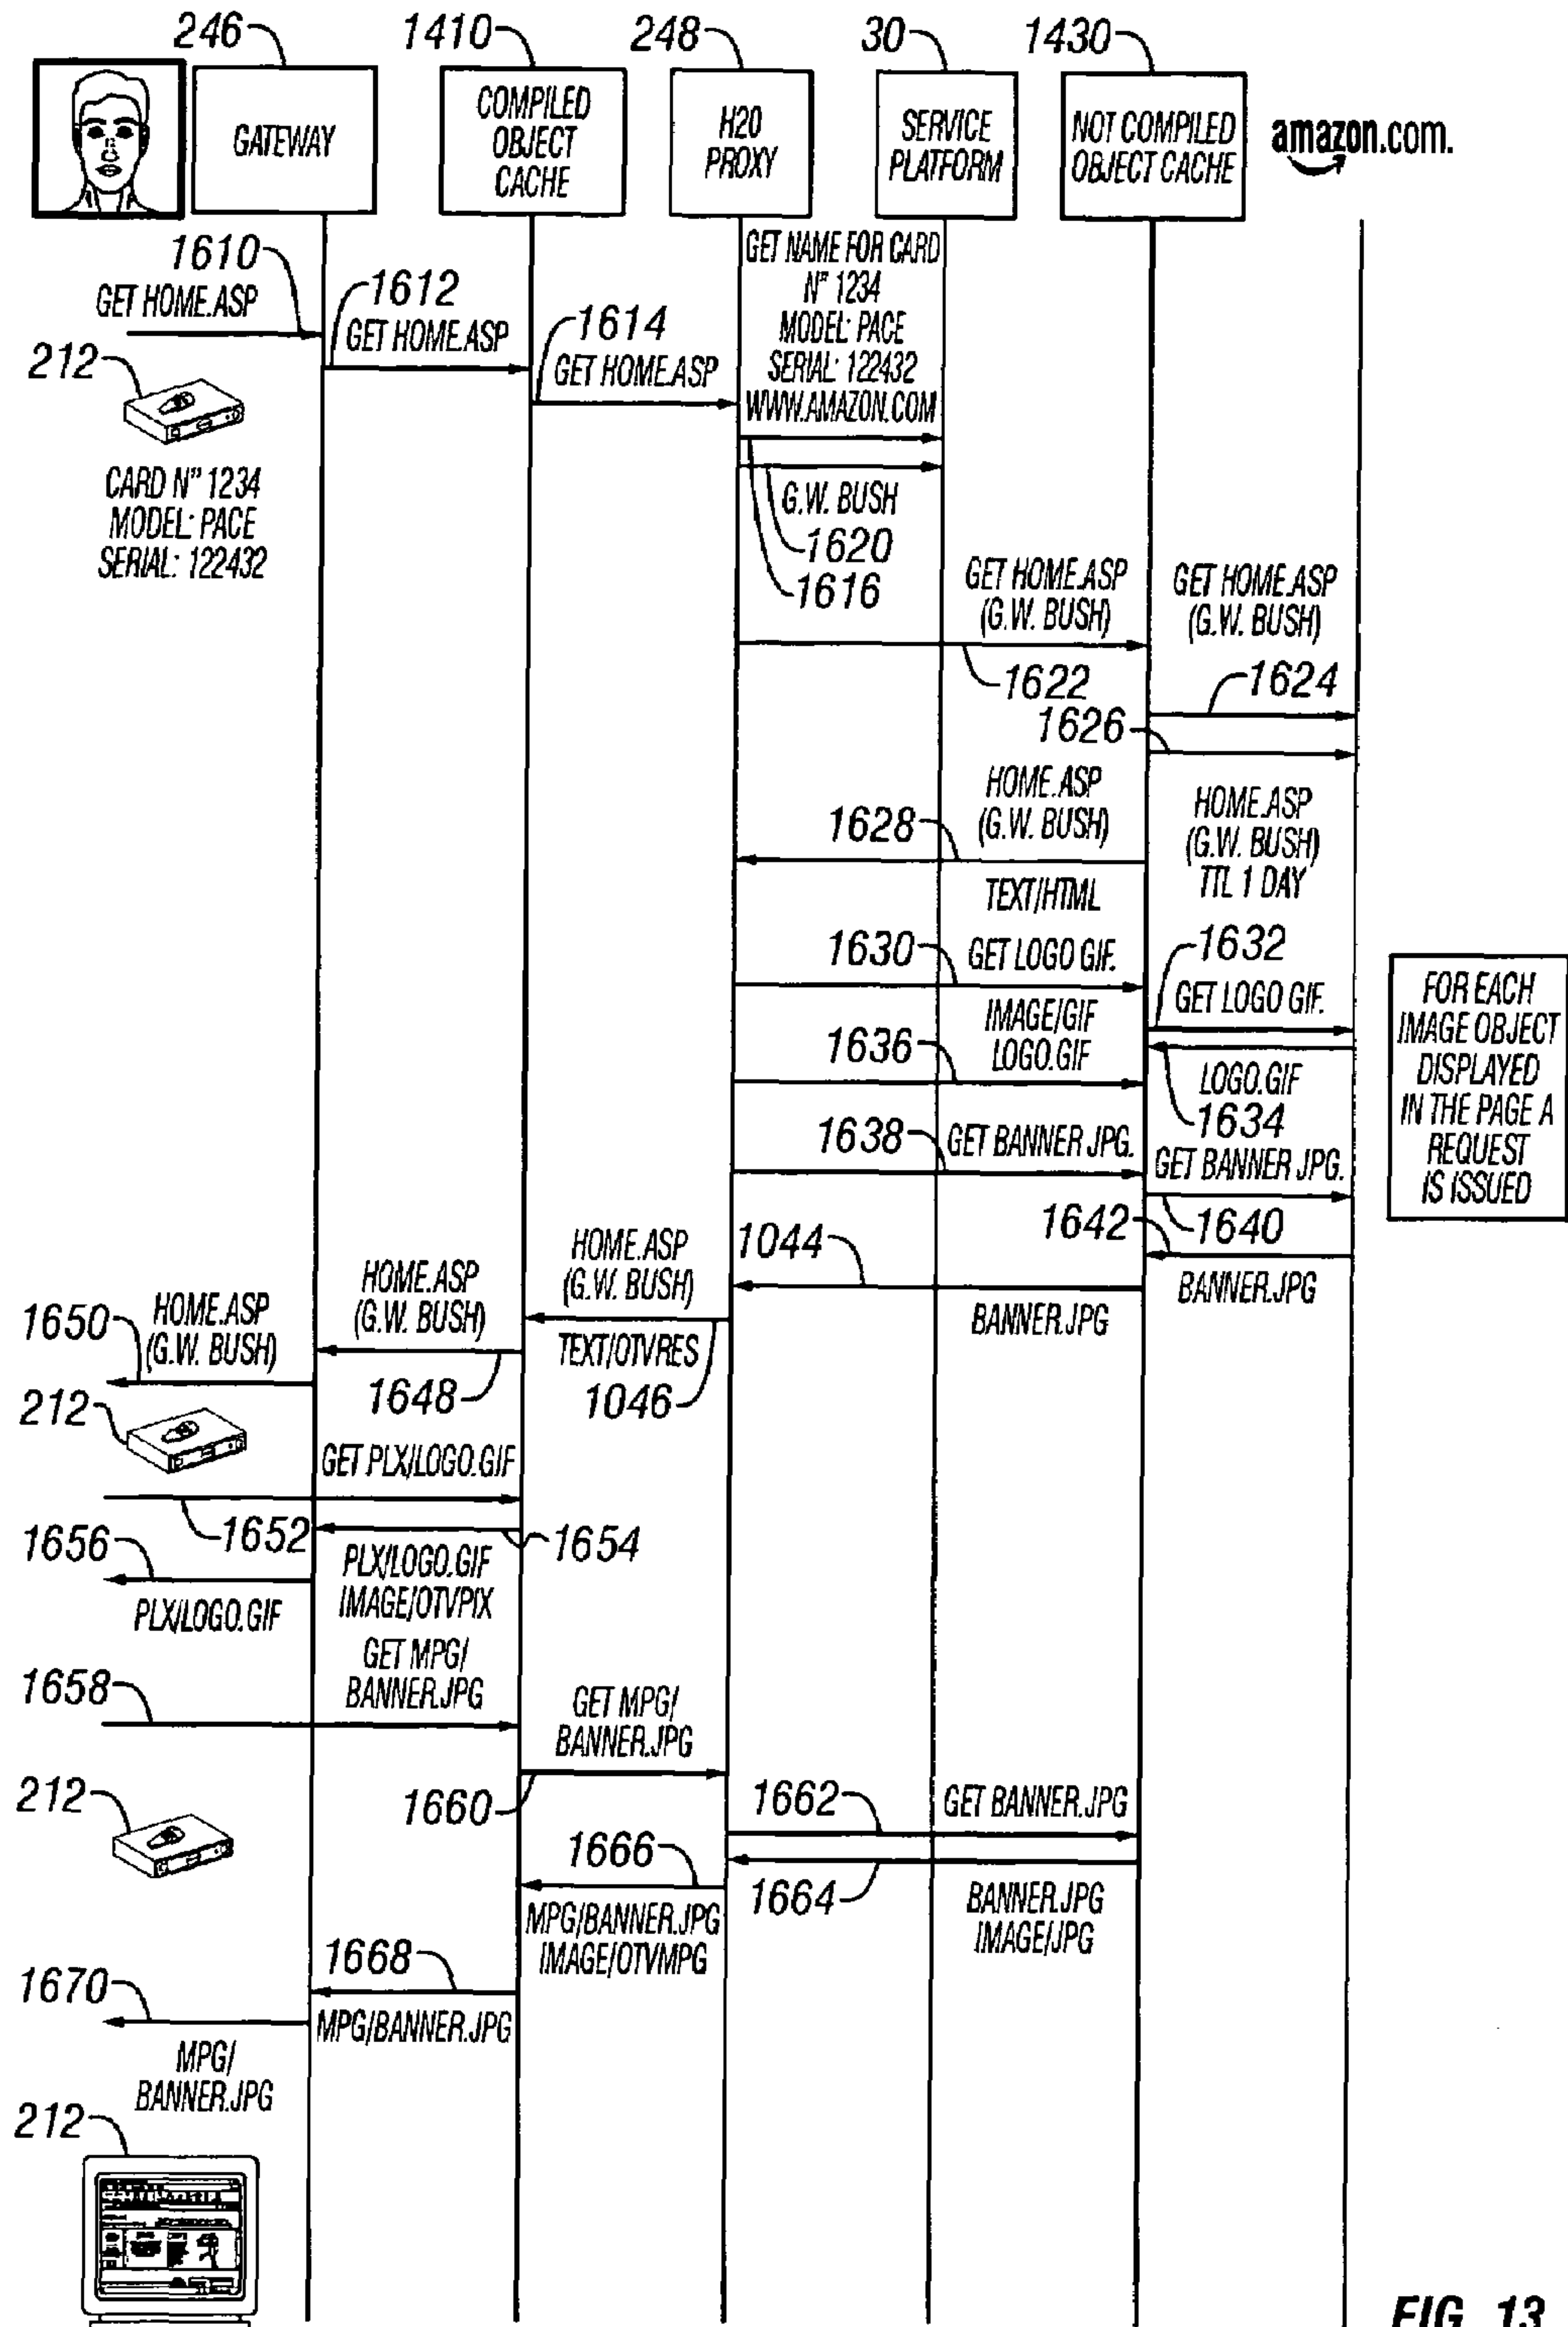 246
1410
248
30
1430
GATEWAY
COMPILED
OBJECT
CACHE
H20
PROXY
SERVICE
PLATFORM
NOT COMPILED
OBJECT CACHE
amazon.com.
1610
GET HOME.ASP
1612
GET HOME.ASP
1614
GET HOME.ASP
GET NAME FOR CARD
N" 1234
MODEL: PACE
SERIAL: 122432
WWW.AMAZON.COM
212
CARD N" 1234
MODEL: PACE
SERIAL: 122432
G.W. BUSH
1620
1616
GET HOME.ASP
(G.W. BUSH)
1622
GET HOME.ASP
(G.W. BUSH)
1624
1626
HOME.ASP
(G.W. BUSH)
1628
TEXT/HTML
HOME.ASP
(G.W. BUSH)
TTL 1 DAY
1630
GET LOGO GIF.
1632
GET LOGO GIF.
IMAGE/GIF
LOGO.GIF
1636
LOGO.GIF
1634
1638
GET BANNER JPG.
GET BANNER JPG.
1640
1642
BANNER.JPG
FOR EACH
IMAGE OBJECT
DISPLAYED
IN THE PAGE A
REQUEST
IS ISSUED
1044
BANNER.JPG
HOME.ASP
(G.W. BUSH)
TEXT/OTVRES
1046
HOME.ASP
(G.W. BUSH)
1648
1650
HOME.ASP
(G.W. BUSH)
212
GET PLX/LOGO.GIF
1652
1654
PLX/LOGO.GIF
IMAGE/OTVPIX
1656
PLX/LOGO.GIF
GET MPG/
BANNER.JPG
1658
GET MPG/
BANNER.JPG
1660
212
1662
GET BANNER.JPG
1664
BANNER.JPG
IMAGE/JPG
1666
MPG/BANNER.JPG
IMAGE/OTVMPG
1668
MPG/BANNER.JPG
1670
MPG/
BANNER.JPG
212
FIG. 13